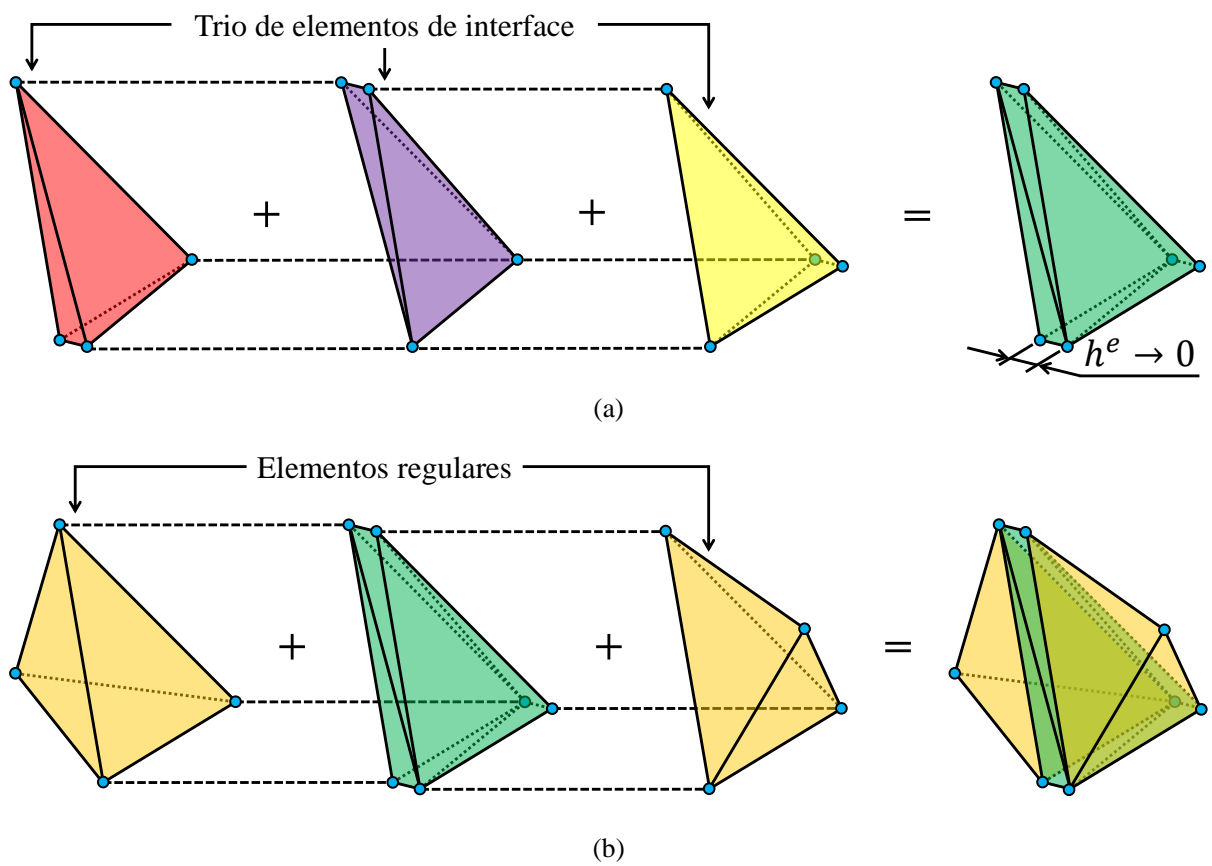 Trio de elementos de interface
+ + =
h^e → 0
(a)
Elementos regulares
+ + =
(b)